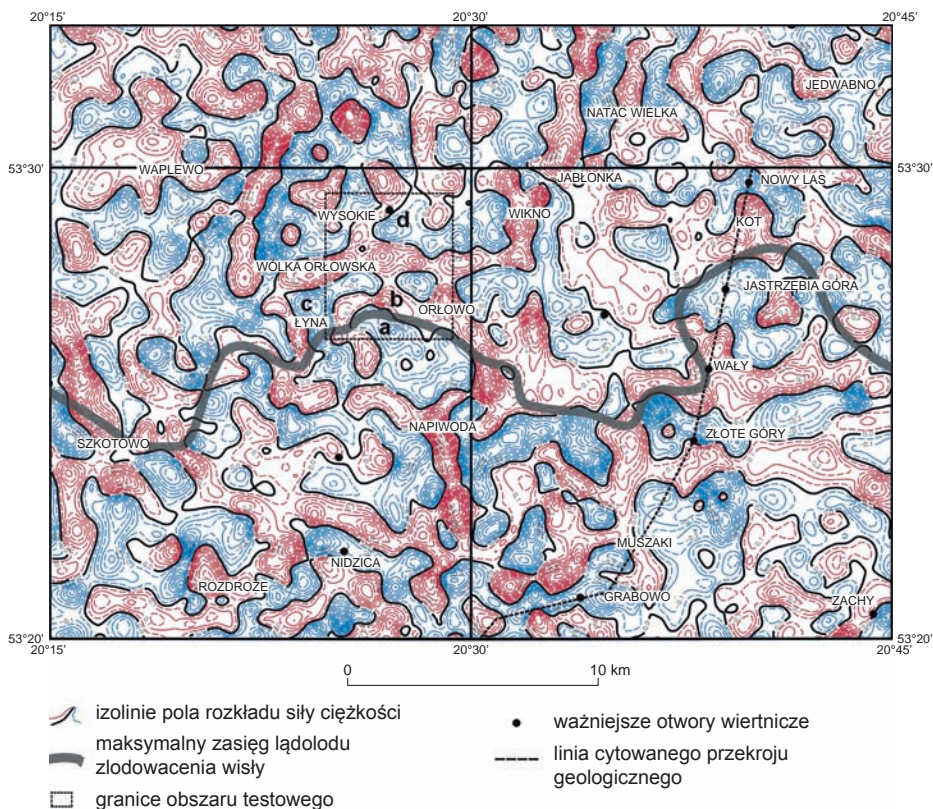 20°15'
20°30'
20°45'
JEDWABNO
NATAC WIELKA
53°30'
53°30'
WAPLEWO
JABŁONKA
NOWY LAS
WYSOKIE
d
WIKNO
KOT
WÓLKA ORŁOWSKA
JASTRZEBIA GÓRA
c
b
ORŁOWO
ŁYNA
a
WAŁY
NAPIWODA
SZKOTOWO
ZŁOTE GÓRY
MUSZAKI
NIDZICA
ROZDROŻE
GRABOWO
ZACHY
53°20'
53°20'
20°15'
20°30'
20°45'
0
10 km
izolinie pola rozkładu siły ciężkości
maksymalny zasięg lądolodu
zlodowacenia wisły
granice obszaru testowego
ważniejsze otwory wiertnicze
linia cytowanego przekroju
geologicznego